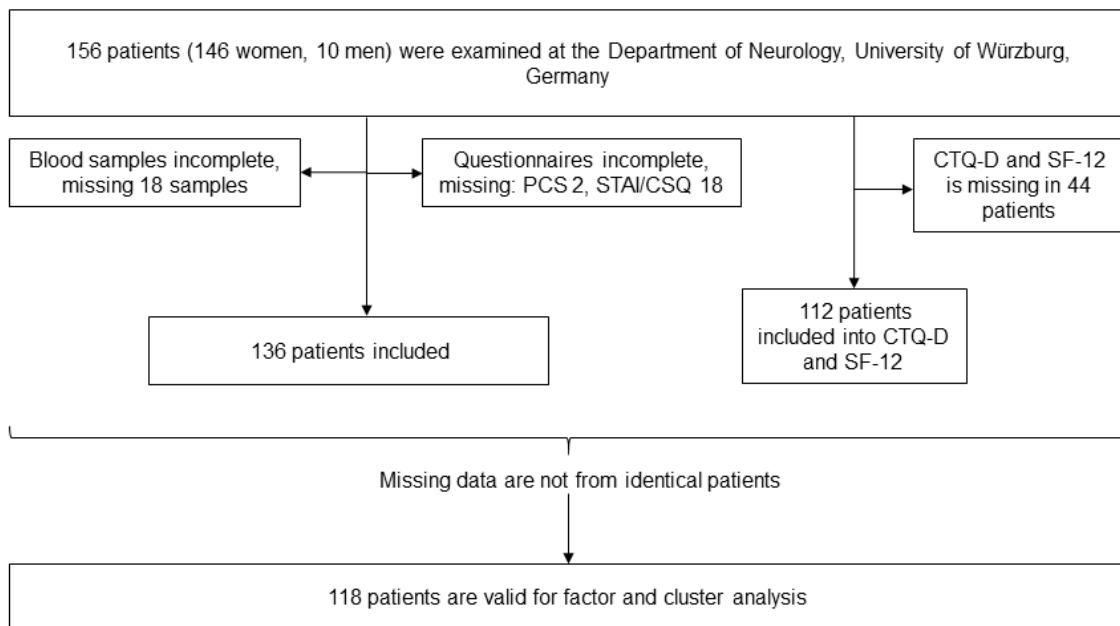 156 patients (146 women, 10 men) were examined at the Department of Neurology, University of Würzburg,
Germany
Blood samples incomplete,
missing 18 samples
Questionnaires incomplete,
missing: PCS 2, STAI/CSQ 18
CTQ-D and SF-12
is missing in 44
patients
136 patients included
112 patients
included into CTQ-D
and SF-12
Missing data are not from identical patients
118 patients are valid for factor and cluster analysis